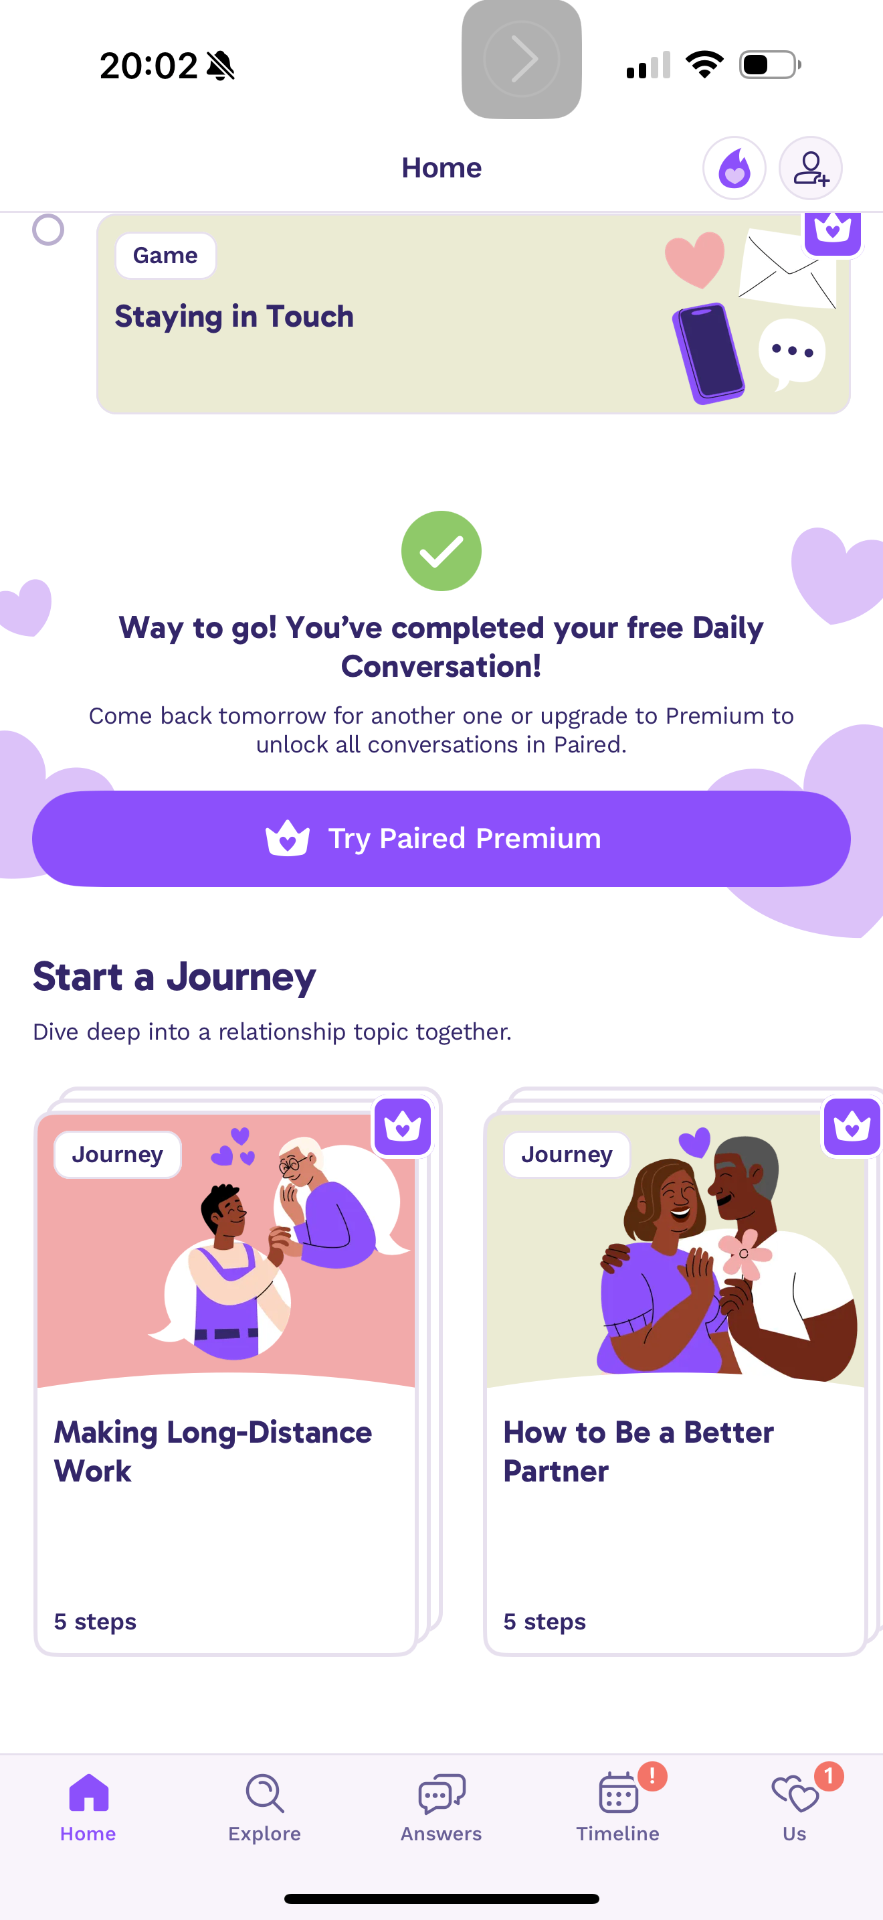 20:02
Home
Game
Staying in Touch
Way to go! You’ve completed your free Daily
Conversation!
Come back tomorrow for another one or upgrade to Premium to
unlock all conversations in Paired.
Try Paired Premium
Start a Journey
Dive deep into a relationship topic together.
Journey
Making Long-Distance
Work
5 steps
Journey
How to Be a Better
Partner
5 steps
Home
Explore
Answers
!
Timeline
1
Us